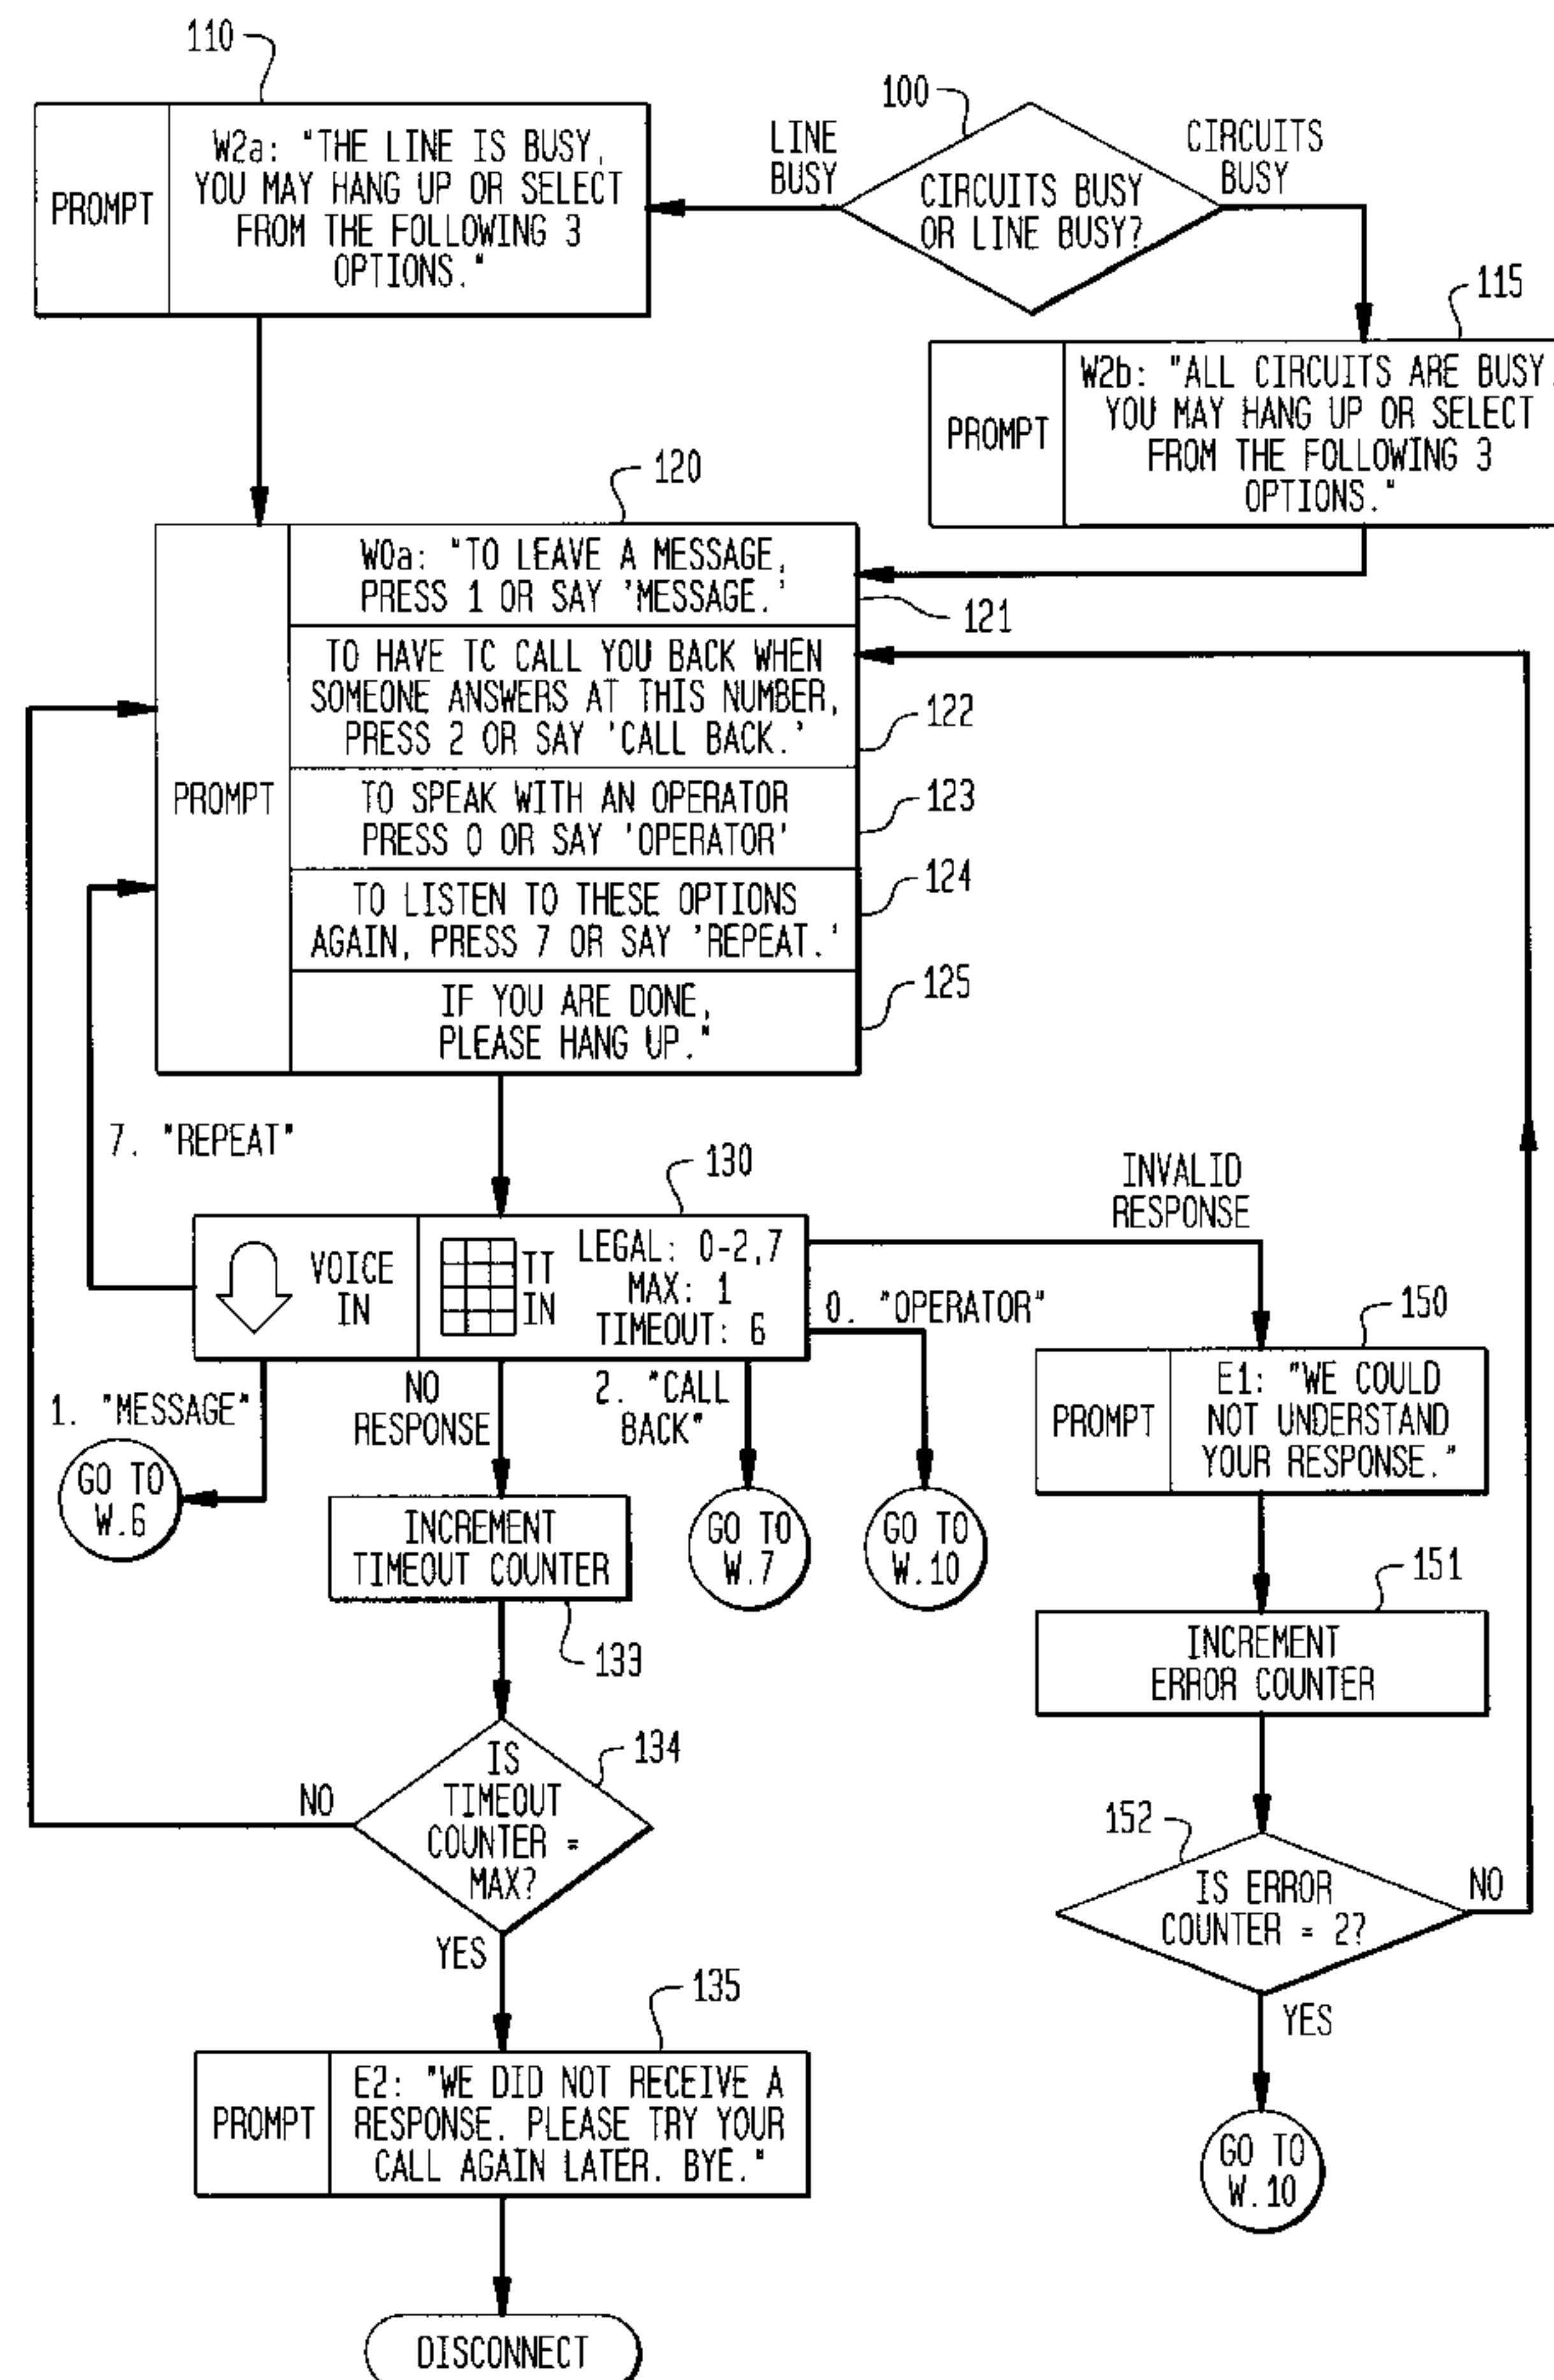 110
PROMPT
W2a: "THE LINE IS BUSY,
YOU MAY HANG UP OR SELECT
FROM THE FOLLOWING 3
OPTIONS."
LINE
BUSY
100
CIRCUITS BUSY
OR LINE BUSY?
CIRCUITS
BUSY
115
PROMPT
W2b: "ALL CIRCUITS ARE BUSY,
YOU MAY HANG UP OR SELECT
FROM THE FOLLOWING 3
OPTIONS."
120
PROMPT
W0a: "TO LEAVE A MESSAGE,
PRESS 1 OR SAY 'MESSAGE.'
121
TO HAVE TC CALL YOU BACK WHEN
SOMEONE ANSWERS AT THIS NUMBER,
PRESS 2 OR SAY 'CALL BACK.'
122
TO SPEAK WITH AN OPERATOR
PRESS 0 OR SAY 'OPERATOR'
123
TO LISTEN TO THESE OPTIONS
AGAIN, PRESS 7 OR SAY 'REPEAT.'
124
IF YOU ARE DONE,
PLEASE HANG UP."
125
7. "REPEAT"
130
VOICE
IN
TT
IN
LEGAL: 0-2,7
MAX: 1
TIMEOUT: 6
INVALID
RESPONSE
0. "OPERATOR"
1. "MESSAGE"
GO TO
W.6
NO
RESPONSE
2. "CALL
BACK"
INCREMENT
TIMEOUT COUNTER
133
GO TO
W.7
GO TO
W.10
150
PROMPT
E1: "WE COULD
NOT UNDERSTAND
YOUR RESPONSE."
151
INCREMENT
ERROR COUNTER
134
IS
TIMEOUT
COUNTER =
MAX?
NO
YES
152
IS ERROR
COUNTER = 2?
NO
YES
GO TO
W.10
135
PROMPT
E2: "WE DID NOT RECEIVE A
RESPONSE. PLEASE TRY YOUR
CALL AGAIN LATER. BYE."
DISCONNECT